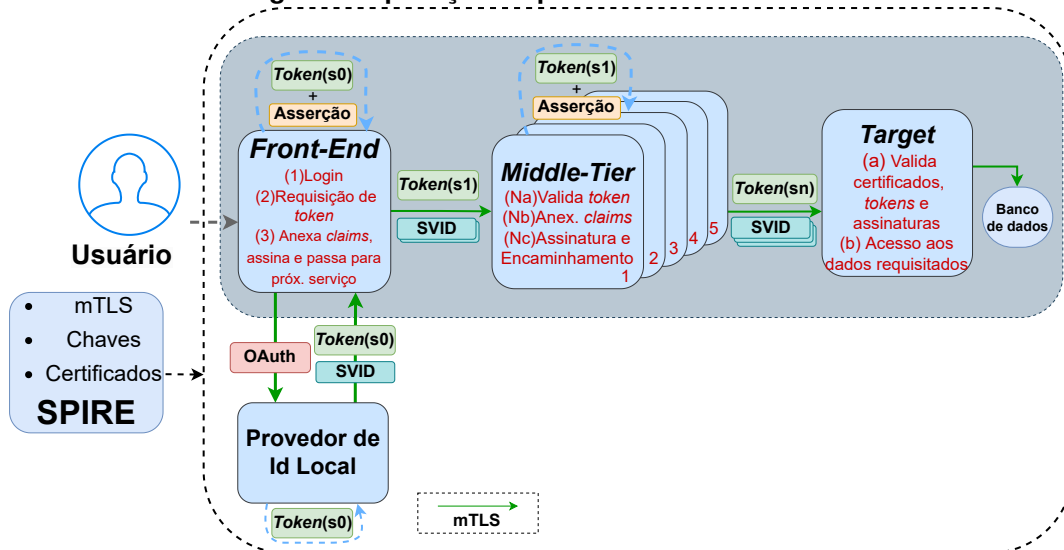 Token(s0)
+
Asserção
Front-End
(1)Login
(2)Requisição de
token
(3) Anexa claims,
assina e passa para
próx. serviço
Token(s1)
SVID
Token(s1)
+
Asserção
Middle-Tier
(Na)Valida token
(Nb)Anex. claims
(Nc)Assinatura e
Encaminhamento
1
2
3
4
5
Token(sn)
SVID
Target
(a) Valida
certificados,
tokens e
assinaturas
(b) Acesso aos
dados requisitados
Banco
de dados
Usuário
• mTLS
• Chaves
• Certificados
SPIRE
OAuth
Token(s0)
SVID
Provedor de
Id Local
Token(s0)
mTLS